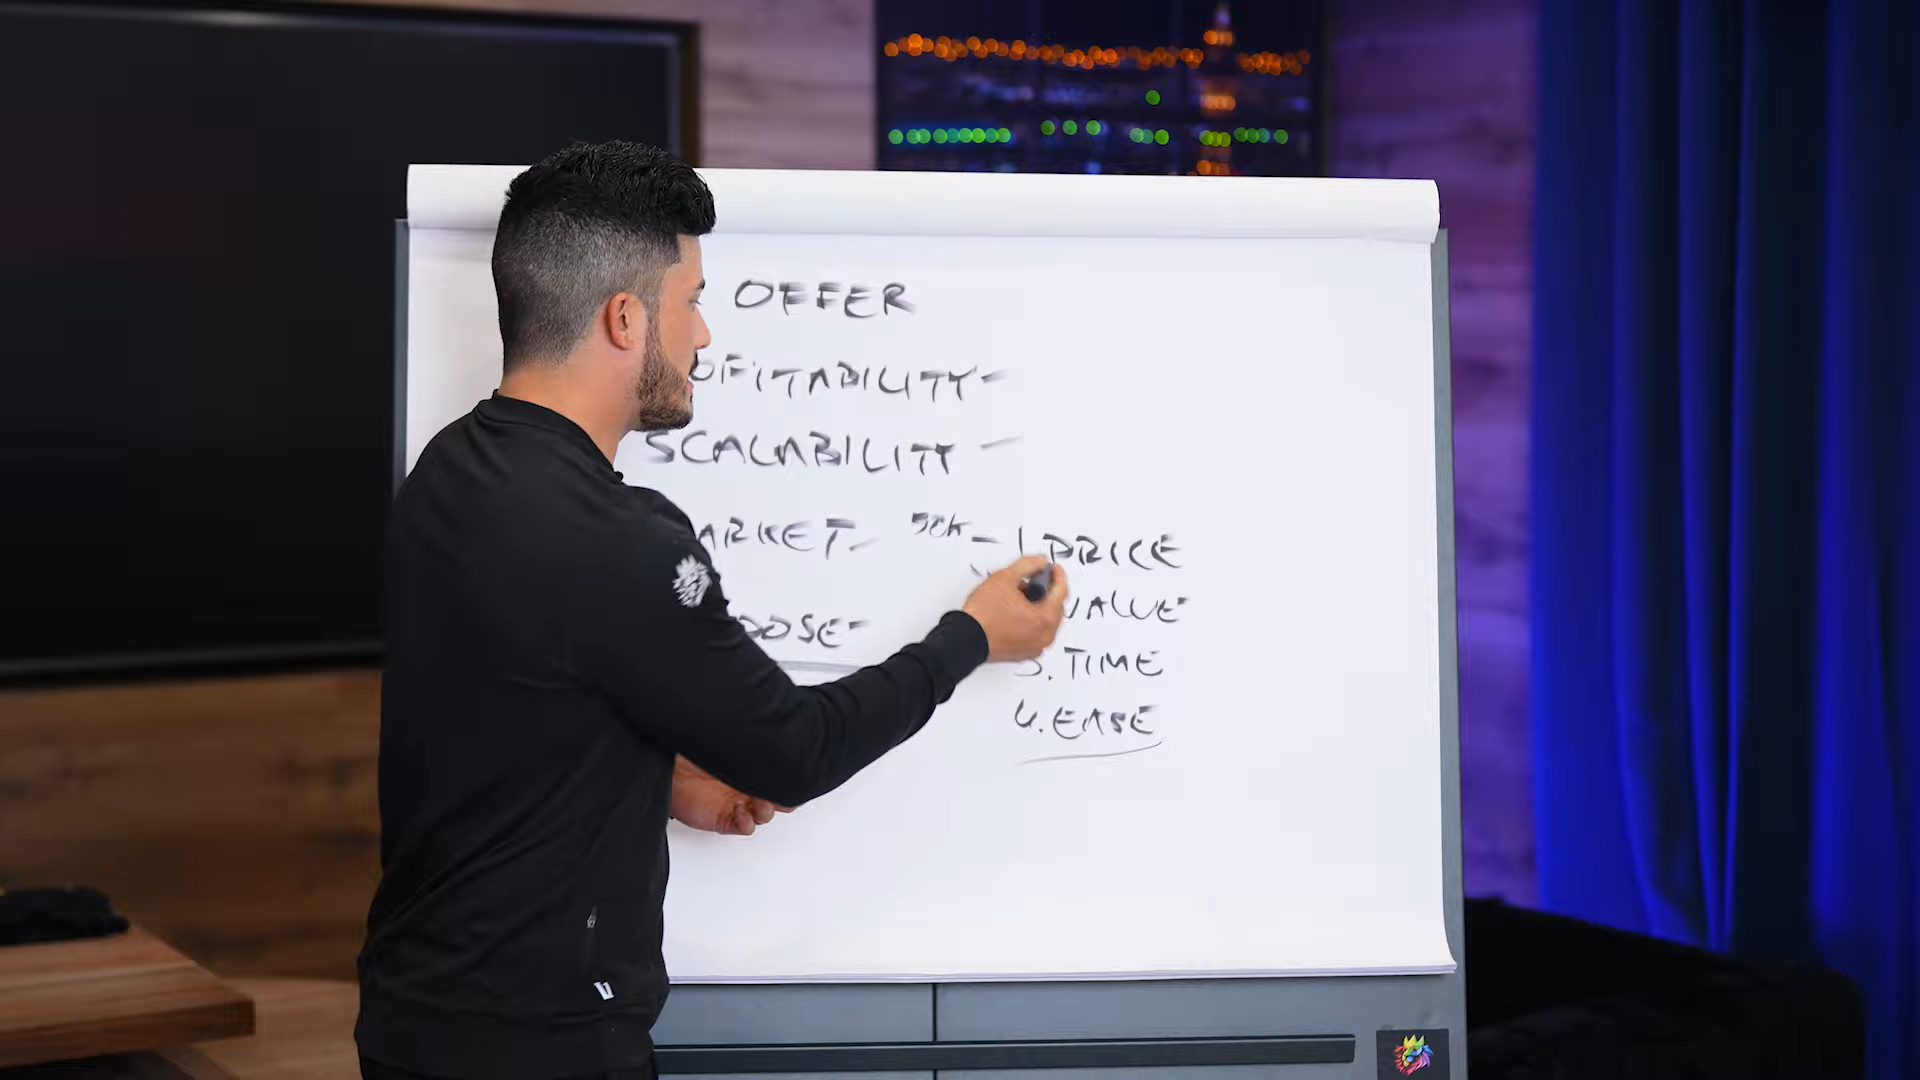 OFFER
OFITABILITY-
SCALABILITY -
ARKET- 50K - 1. PRICE
VALUE
3. TIME
4. EASE